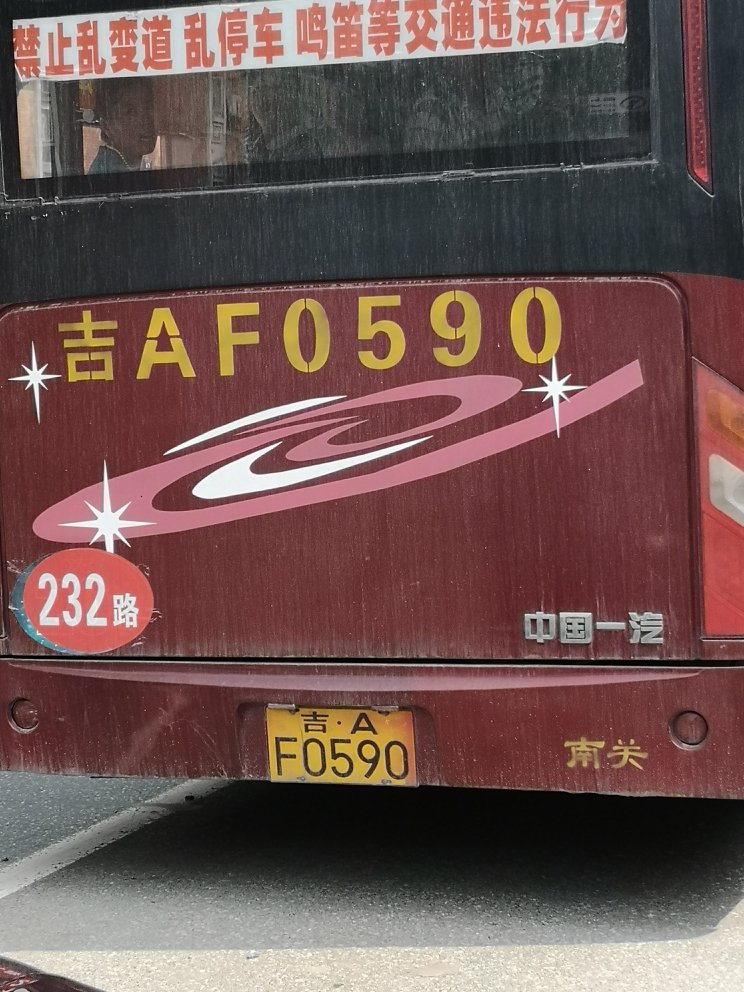 禁止乱变道 乱停车 鸣笛等交通违法行为
吉AF0590
232路
中国一汽
吉·A
F0590
南关